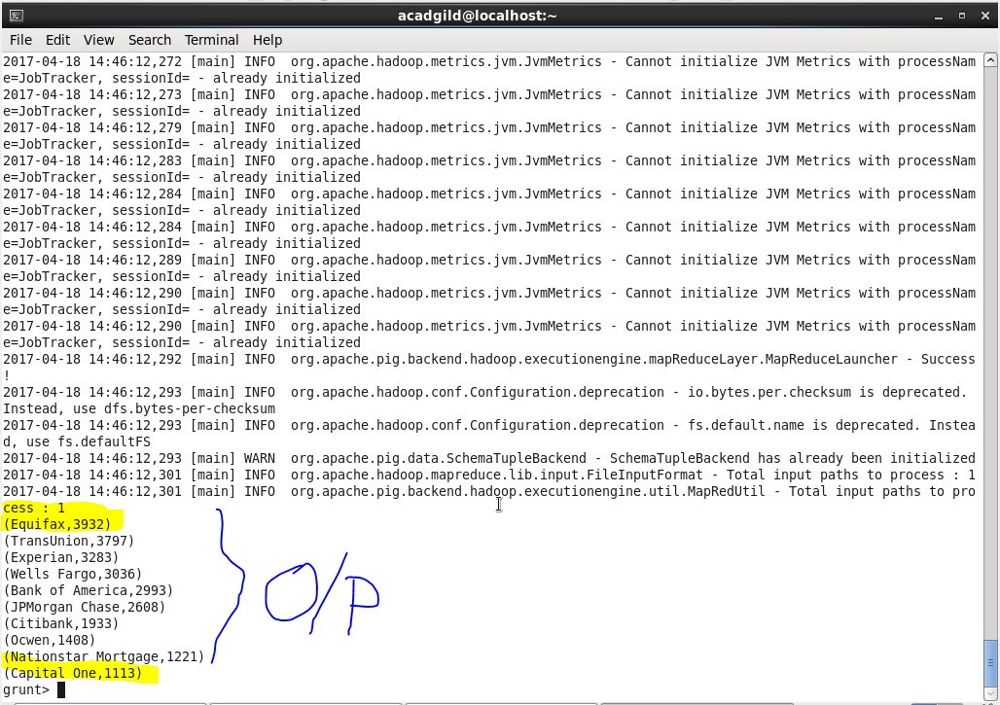 acadgild@localhost:~
File Edit View Search Terminal Help
2017-04-18 14:46:12,272 [main] INFO  org.apache.hadoop.metrics.jvm.JvmMetrics - Cannot initialize JVM Metrics with processNam
e=JobTracker, sessionId= - already initialized
2017-04-18 14:46:12,273 [main] INFO  org.apache.hadoop.metrics.jvm.JvmMetrics - Cannot initialize JVM Metrics with processNam
e=JobTracker, sessionId= - already initialized
2017-04-18 14:46:12,279 [main] INFO  org.apache.hadoop.metrics.jvm.JvmMetrics - Cannot initialize JVM Metrics with processNam
e=JobTracker, sessionId= - already initialized
2017-04-18 14:46:12,283 [main] INFO  org.apache.hadoop.metrics.jvm.JvmMetrics - Cannot initialize JVM Metrics with processNam
e=JobTracker, sessionId= - already initialized
2017-04-18 14:46:12,284 [main] INFO  org.apache.hadoop.metrics.jvm.JvmMetrics - Cannot initialize JVM Metrics with processNam
e=JobTracker, sessionId= - already initialized
2017-04-18 14:46:12,284 [main] INFO  org.apache.hadoop.metrics.jvm.JvmMetrics - Cannot initialize JVM Metrics with processNam
e=JobTracker, sessionId= - already initialized
2017-04-18 14:46:12,289 [main] INFO  org.apache.hadoop.metrics.jvm.JvmMetrics - Cannot initialize JVM Metrics with processNam
e=JobTracker, sessionId= - already initialized
2017-04-18 14:46:12,290 [main] INFO  org.apache.hadoop.metrics.jvm.JvmMetrics - Cannot initialize JVM Metrics with processNam
e=JobTracker, sessionId= - already initialized
2017-04-18 14:46:12,290 [main] INFO  org.apache.hadoop.metrics.jvm.JvmMetrics - Cannot initialize JVM Metrics with processNam
e=JobTracker, sessionId= - already initialized
2017-04-18 14:46:12,292 [main] INFO  org.apache.pig.backend.hadoop.executionengine.mapReduceLayer.MapReduceLauncher - Success
!
2017-04-18 14:46:12,293 [main] INFO  org.apache.hadoop.conf.Configuration.deprecation - io.bytes.per.checksum is deprecated.
Instead, use dfs.bytes-per-checksum
2017-04-18 14:46:12,293 [main] INFO  org.apache.hadoop.conf.Configuration.deprecation - fs.default.name is deprecated. Instea
d, use fs.defaultFS
2017-04-18 14:46:12,293 [main] WARN  org.apache.pig.data.SchemaTupleBackend - SchemaTupleBackend has already been initialized
2017-04-18 14:46:12,301 [main] INFO  org.apache.hadoop.mapreduce.lib.input.FileInputFormat - Total input paths to process : 1
2017-04-18 14:46:12,301 [main] INFO  org.apache.pig.backend.hadoop.executionengine.util.MapRedUtil - Total input paths to pro
cess : 1
(Equifax,3932)
(TransUnion,3797)
(Experian,3283)
(Wells Fargo,3036)
(Bank of America,2993)
(JPMorgan Chase,2608)
(Citibank,1933)
(Ocwen,1408)
(Nationstar Mortgage,1221)
(Capital One,1113)
grunt>
O/P